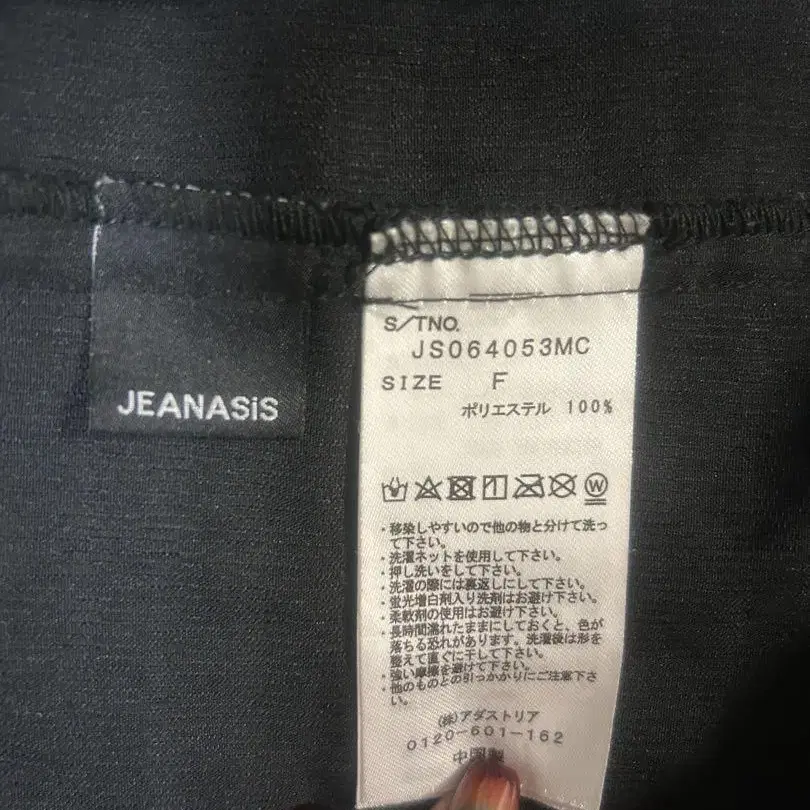 JEANASiS
S/TNO.
JS064053MC
SIZE F
ポリエステル 100%
W
・移染しやすいので他の物と分けて洗っ
て下さい。
・洗濯ネットを使用して下さい。
・押し洗いをして下さい。
・洗濯の際には裏返しにして下さい。
・蛍光増白剤入り洗剤はお避け下さい。
・柔軟剤の使用はお避け下さい。
・長時間濡れたままにしておくと、色が
落ちる恐れがあります。洗濯後は形を
整えて直ぐに干して下さい。
・強い摩擦を避けて下さい。
・他のものとの引っかかりにご注意下さ
い。
(株)アダストリア
0120-601-162
中国製